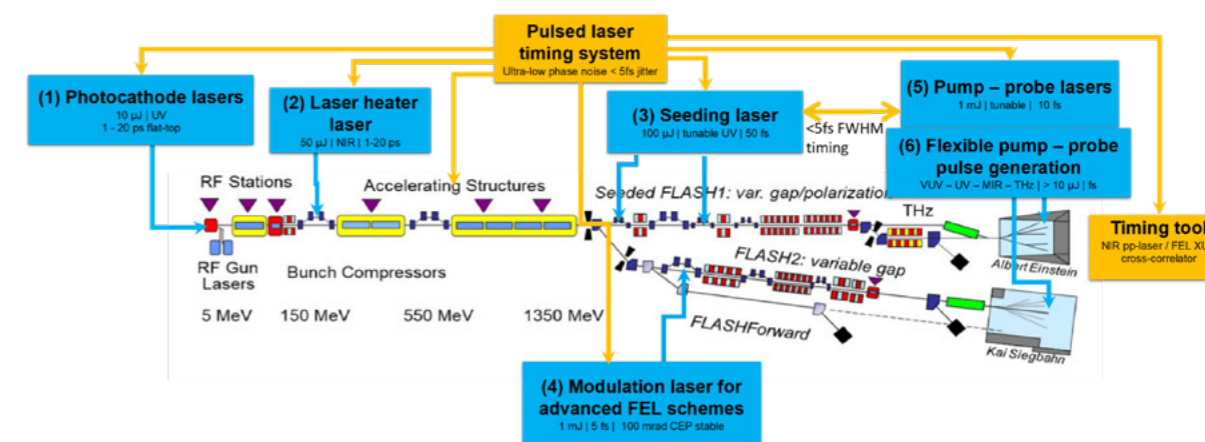 Pulsed laser
timing system
Ultra-low phase noise < 5fs jitter
(1) Photocathode lasers
10 µJ | UV
1 - 20 ps flat-top
(2) Laser heater
laser
50 µJ | NIR | 1-20 ps
(3) Seeding laser
100 µJ | tunable UV | 50 fs
<5fs FWHM
timing
(5) Pump – probe lasers
1 mJ | tunable | 10 fs
(6) Flexible pump – probe
pulse generation
VUV – UV – MIR – THz | > 10 µJ | fs
Timing tool
NIR pp-laser / FEL XU
cross-correlator
RF Stations
Accelerating Structures
Seeded FLASH1: var. gap/polarization
THz
Albert Einstein
RF Gun
Lasers
Bunch Compressors
FLASH2: variable gap
FLASHForward
Kai Siegbahn
5 MeV
150 MeV
550 MeV
1350 MeV
(4) Modulation laser for
advanced FEL schemes
1 mJ | 5 fs | 100 mrad CEP stable